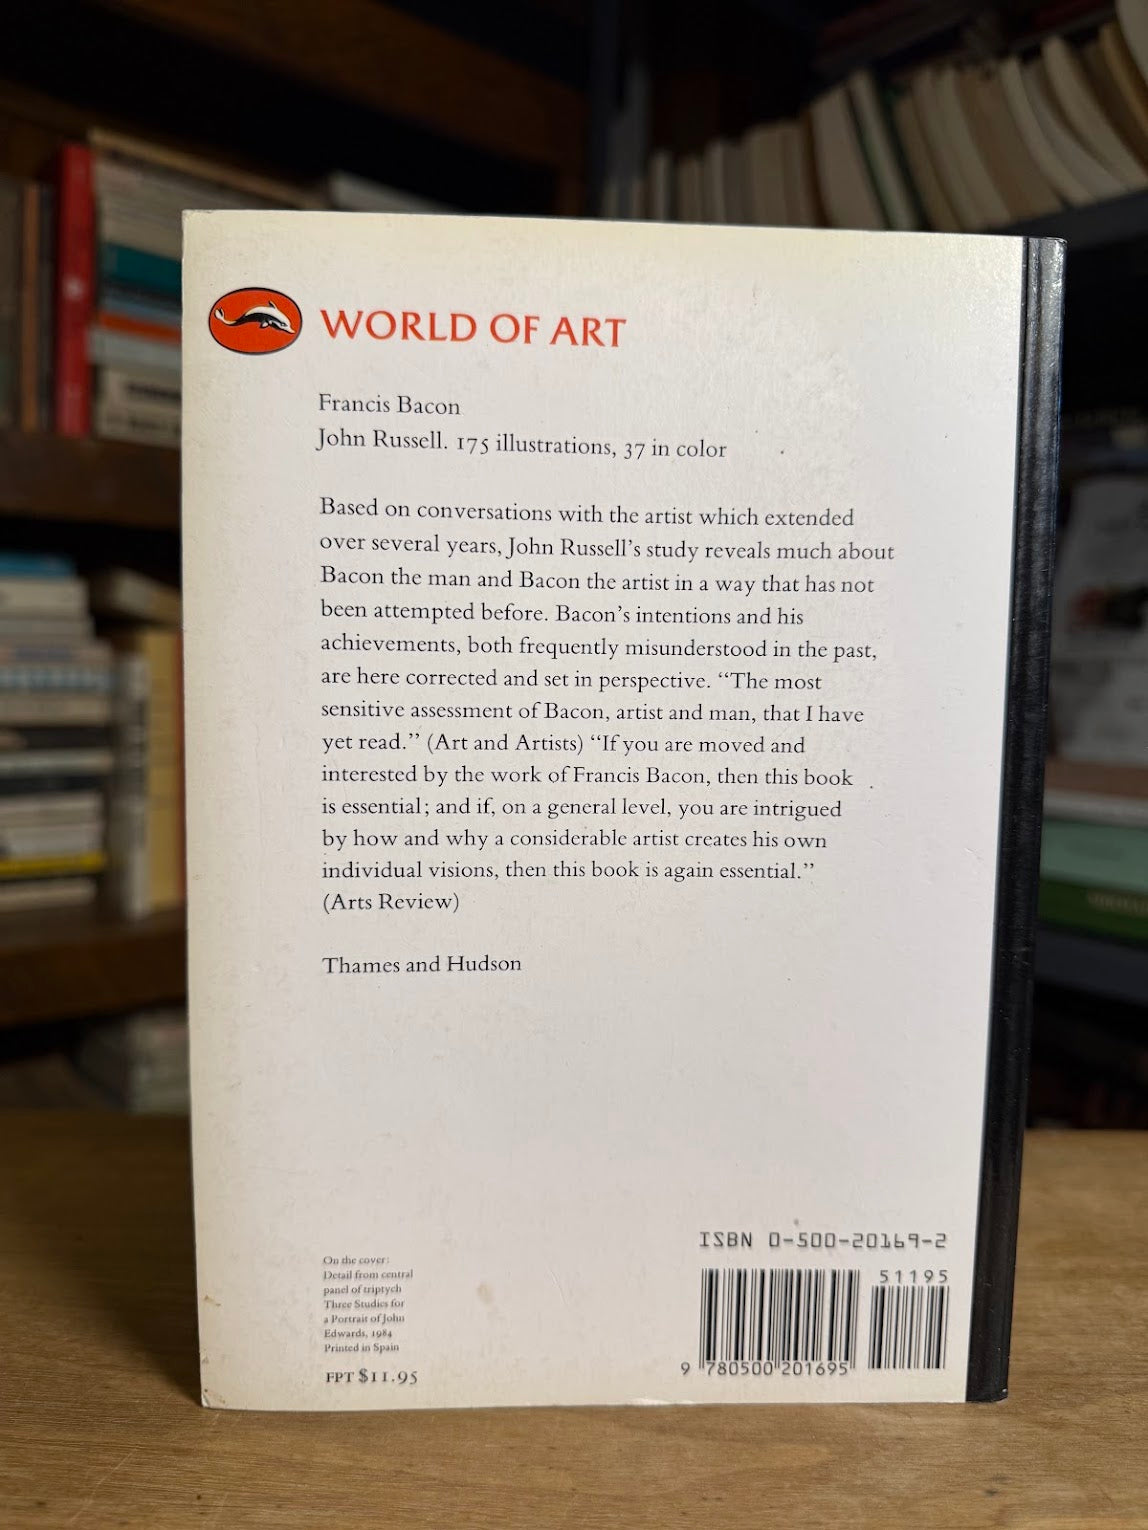 WORLD OF ART
Francis Bacon
John Russell. 175 illustrations, 37 in color
Based on conversations with the artist which extended
over several years, John Russell's study reveals much about
Bacon the man and Bacon the artist in a way that has not
been attempted before. Bacon's intentions and his
achievements, both frequently misunderstood in the past,
are here corrected and set in perspective. “The most
sensitive assessment of Bacon, artist and man, that I have
yet read.” (Art and Artists) “If you are moved and
interested by the work of Francis Bacon, then this book
is essential; and if, on a general level, you are intrigued
by how and why a considerable artist creates his own
individual visions, then this book is again essential.”
(Arts Review)
Thames and Hudson
On the cover:
Detail from central
panel of triptych
Three Studies for
a Portrait of John
Edwards, 1984
Printed in Spain
FPT $11.95
ISBN 0-500-20169-2
51195
9 780500 201695